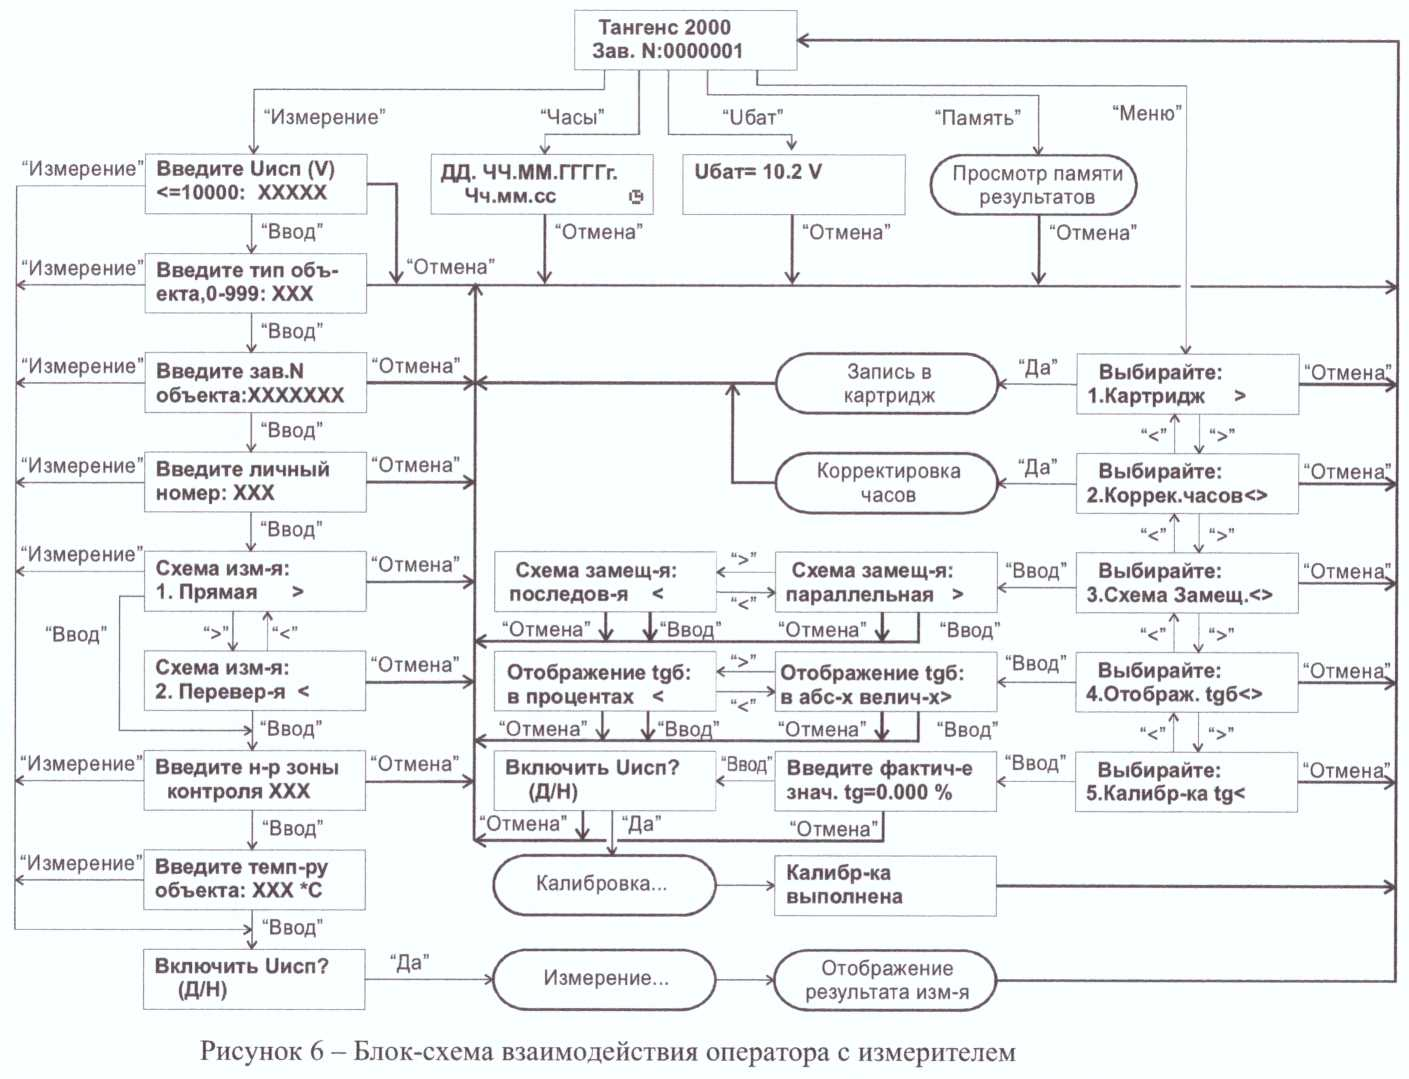 Тангенс 2000
Зав. N:0000001
“Измерение”
“Часы”
“Uбат”
“Память”
“Меню”
“Измерение”
Введите Uисп (V)
<=10000: XXXXX
ДД. ЧЧ.ММ.ГГГГг.
Чч.мм.сс
Uбат= 10.2 V
Просмотр памяти
результатов
“Ввод”
“Отмена”
“Отмена”
“Отмена”
“Измерение”
Введите тип объ-
екта,0-999: XXX
“Отмена”
“Ввод”
“Измерение”
Введите зав.N
объекта:XXXXXXX
“Отмена”
Запись в
картридж
“Да”
Выбирайте:
1.Картридж >
“Отмена”
“Ввод”
“<”
“>”
“Измерение”
Введите личный
номер: XXX
“Отмена”
Корректировка
часов
“Да”
Выбирайте:
2.Коррек.часов<>
“Отмена”
“Ввод”
“<”
“>”
“Измерение”
Схема изм-я:
1. Прямая >
“Отмена”
Схема замещ-я:
последов-я <
“>”
“<”
Схема замещ-я:
параллельная >
“Ввод”
Выбирайте:
3.Схема Замещ.<>
“Отмена”
“Ввод”
“>”
“<”
“Отмена”
“Ввод”
“Отмена”
“Ввод”
“<”
“>”
Схема изм-я:
2. Перевер-я <
“Отмена”
Отображение tgб:
в процентах <
“>”
“<”
Отображение tgб:
в абс-х велич-х>
“Ввод”
Выбирайте:
4.Отображ. tgб<>
“Отмена”
“Ввод”
“Отмена”
“Ввод”
“Отмена”
“Ввод”
“<”
“>”
“Измерение”
Введите н-р зоны
контроля XXX
“Отмена”
Включить Uисп?
(Д/Н)
“Ввод”
Введите фактич-е
знач. tg=0.000 %
“Ввод”
Выбирайте:
5.Калибр-ка tg<
“Отмена”
“Ввод”
“Отмена”
“Да”
“Отмена”
“Измерение”
Введите темп-ру
объекта: XXX *C
Калибровка...
Калибр-ка
выполнена
“Ввод”
Включить Uисп?
(Д/Н)
“Да”
Измерение...
Отображение
результата изм-я
Рисунок 6 – Блок-схема взаимодействия оператора с измерителем